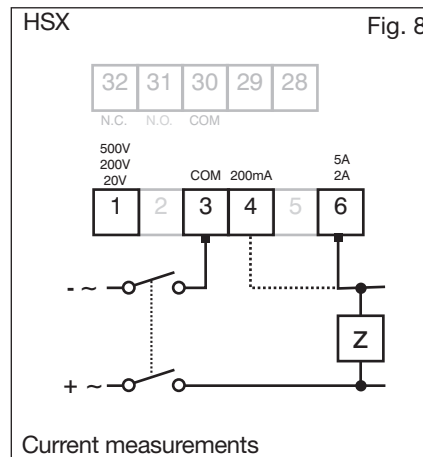 HSX Fig. 8
32 31 30 29 28
N.C. N.O. COM
500V
200V
20V
5A
2A
COM 200mA
1 2 3 4 5 6
- ~
Z
+ ~
Current measurements